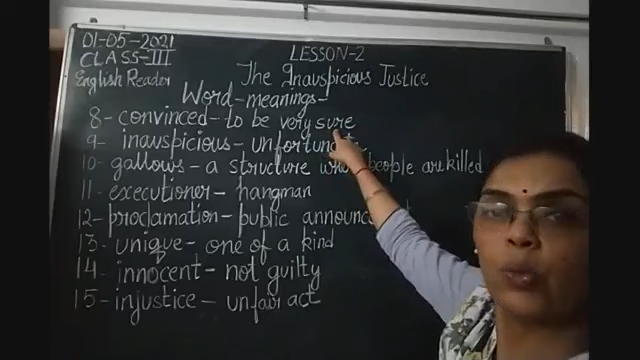 01-05-2021
CLASS-III
English Reader
LESSON-2
The Inauspicious Justice
Word-meanings-
8- convinced- to be very sure
9- inauspicious- unfortunate
10- gallows- a structure where people are killed
11- executioner- hangman
12- proclamation- public announcement
13- unique- one of a kind
14- innocent- not guilty
15- injustice- unfair act